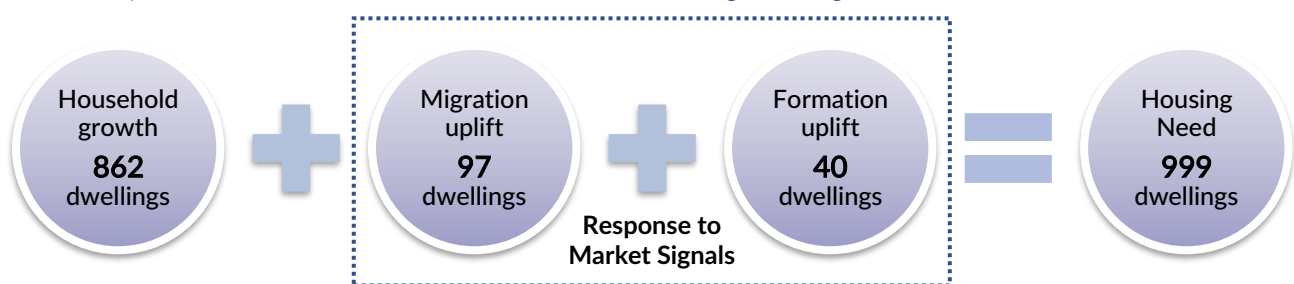 Household
growth
862
dwellings
Migration
uplift
97
dwellings
Response to
Market Signals
Formation
uplift
40
dwellings
Housing
Need
999
dwellings